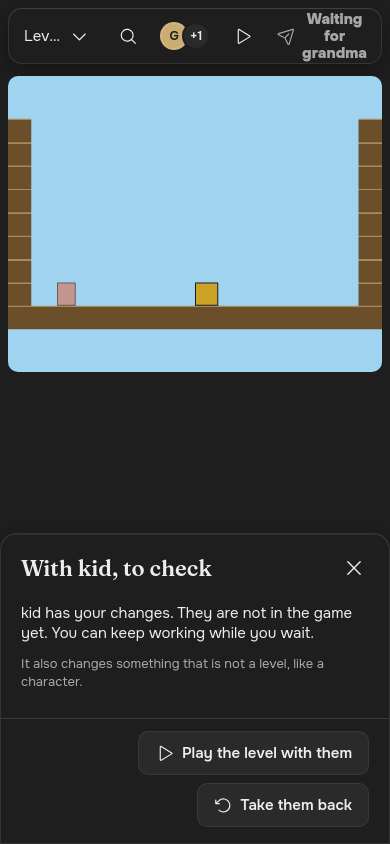 Lev...
G
+1
Waiting
for
grandma
With kid, to check
kid has your changes. They are not in the game
yet. You can keep working while you wait.
It also changes something that is not a level, like a
character.
Play the level with them
Take them back